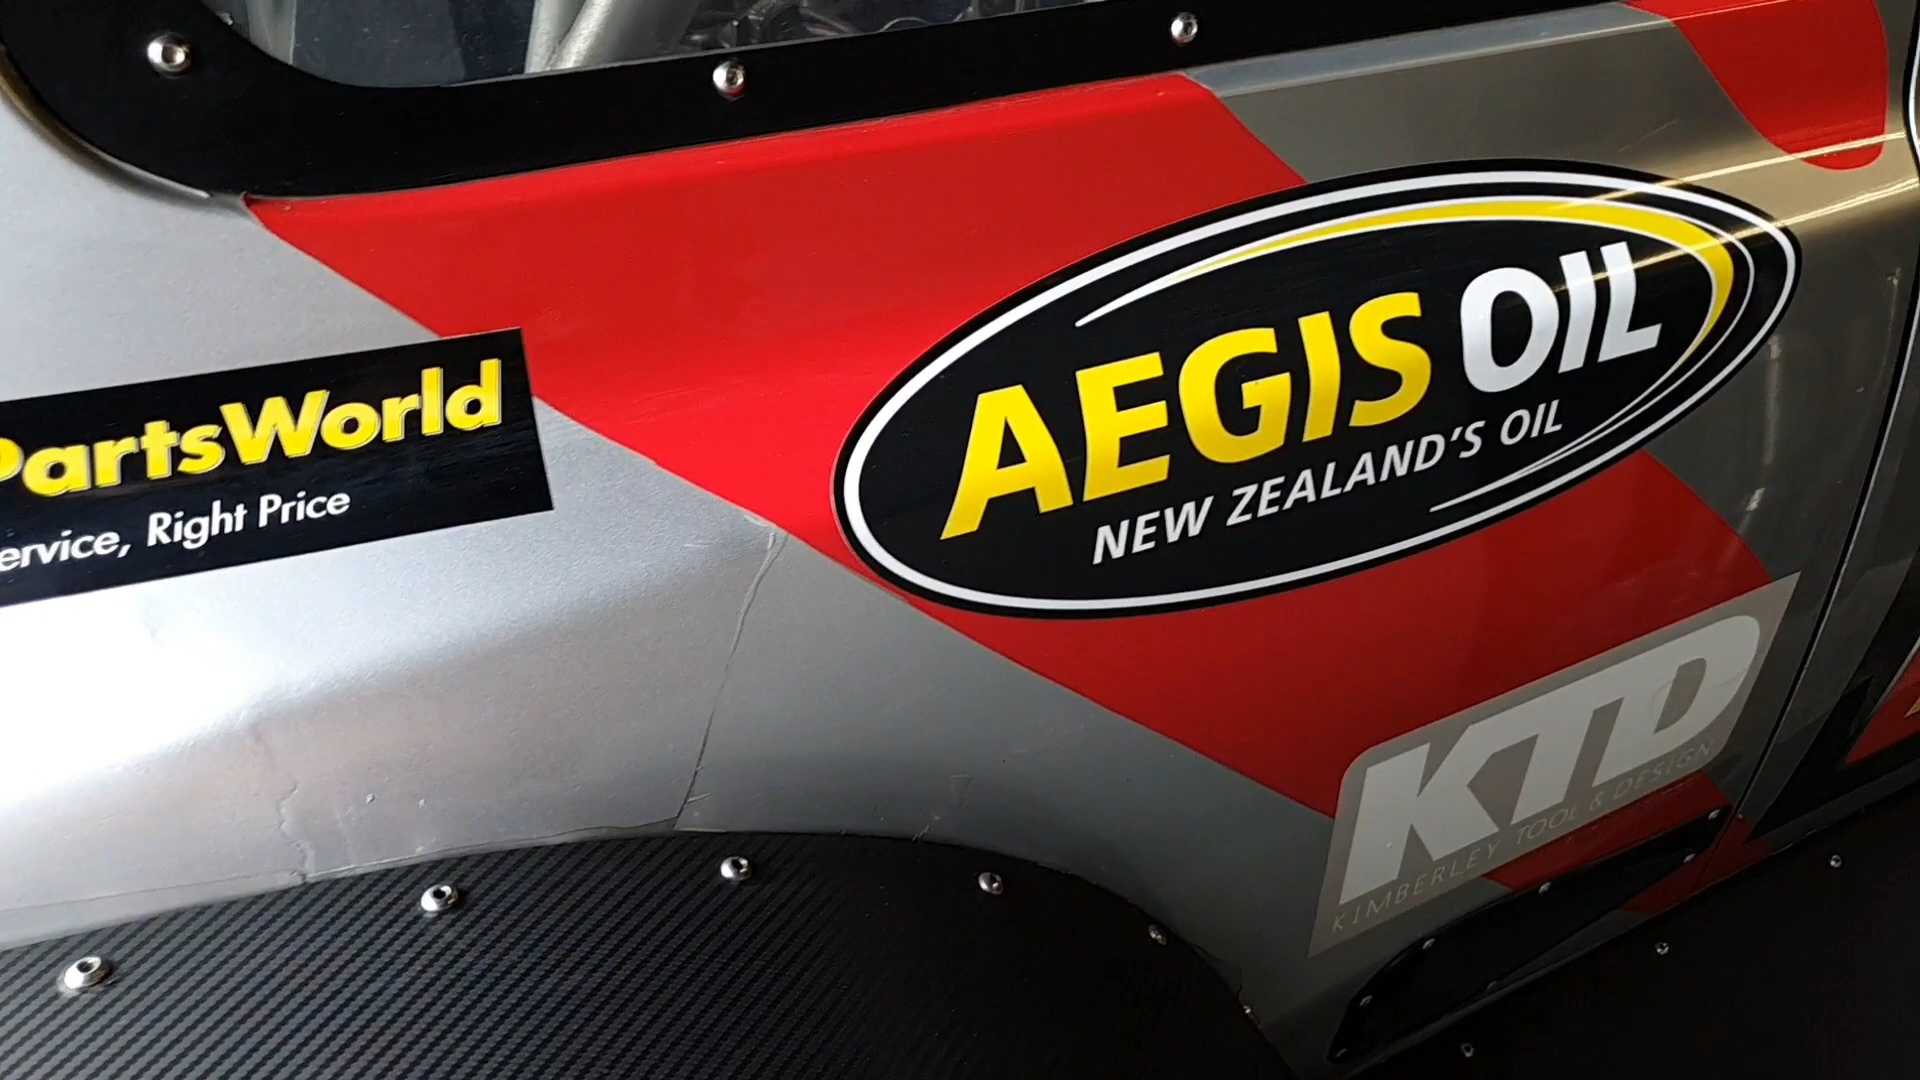 PartsWorld
ervice, Right Price
AEGIS OIL
NEW ZEALAND'S OIL
KTD
KIMBERLEY TOOL & DESIGN